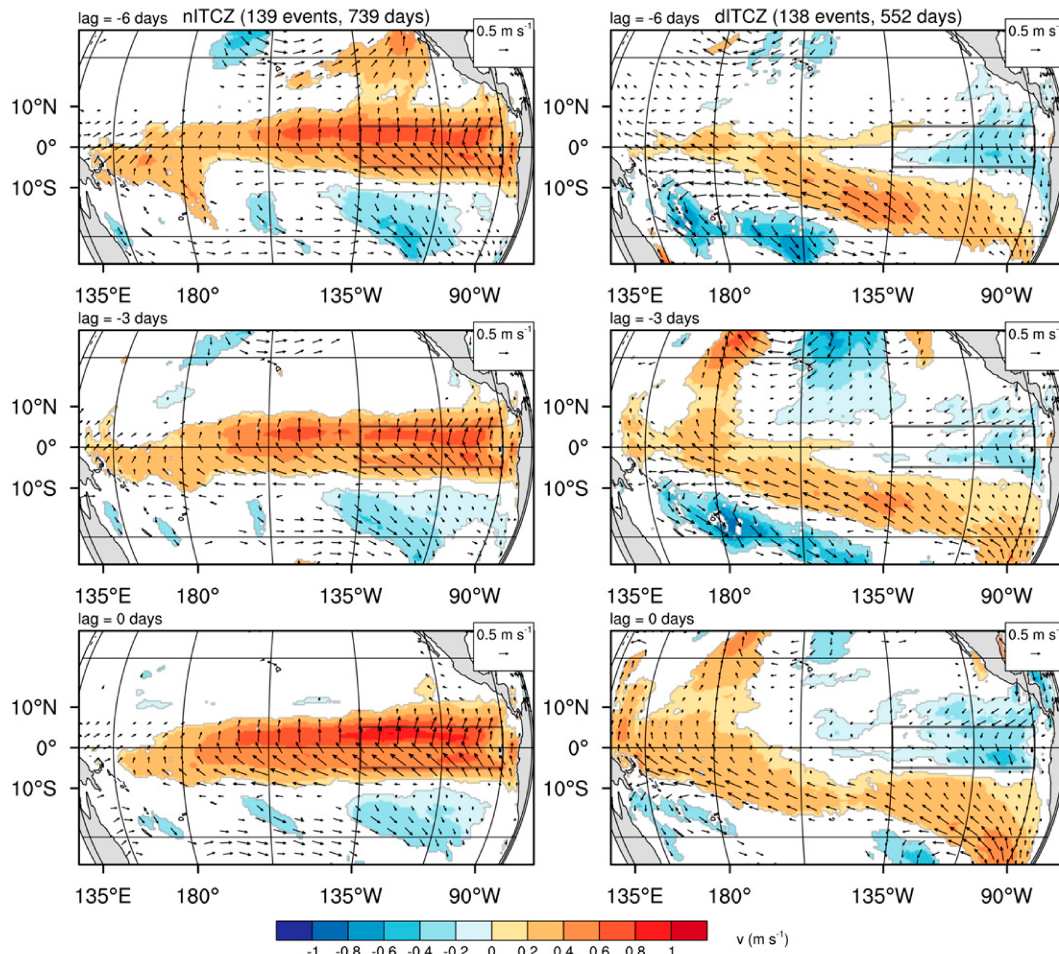 lag = -6 days nITCZ (139 events, 739 days) 0.5 m s⁻¹
lag = -6 days dITCZ (138 events, 552 days) 0.5 m s⁻¹
10°N
0°
10°S
135°E 180° 135°W 90°W
10°N
0°
10°S
135°E 180° 135°W 90°W
lag = -3 days 0.5 m s⁻¹
lag = -3 days 0.5 m s⁻¹
10°N
0°
10°S
135°E 180° 135°W 90°W
10°N
0°
10°S
135°E 180° 135°W 90°W
lag = 0 days 0.5 m s⁻¹
lag = 0 days 0.5 m s⁻¹
10°N
0°
10°S
135°E 180° 135°W 90°W
10°N
0°
10°S
135°E 180° 135°W 90°W
-1 -0.8 -0.6 -0.4 -0.2 0 0.2 0.4 0.6 0.8 1 v (m s⁻¹)